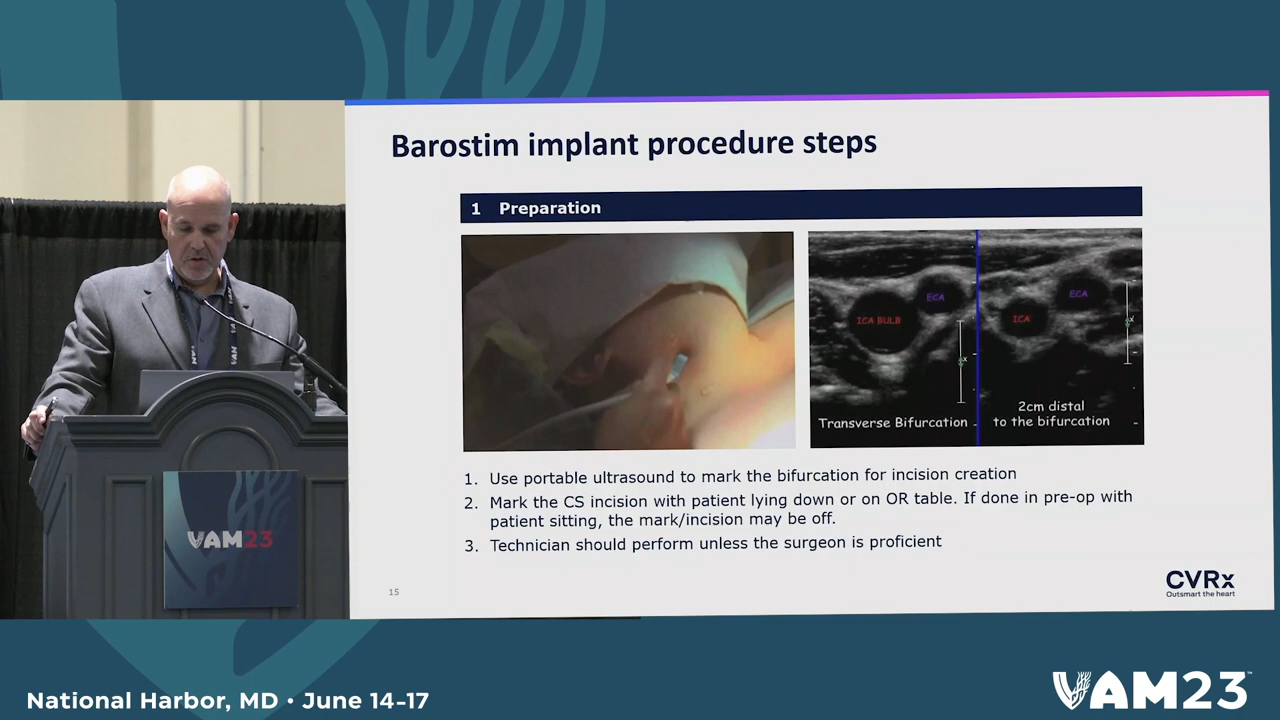 Barostim implant procedure steps
1 Preparation
ICA BULB
ECA
ICA
ECA
x
x
Transverse Bifurcation
2cm distal
to the bifurcation
1. Use portable ultrasound to mark the bifurcation for incision creation
2. Mark the CS incision with patient lying down or on OR table. If done in pre-op with
patient sitting, the mark/incision may be off.
3. Technician should perform unless the surgeon is proficient
15
CVRx
Outsmart the heart
VAM
VAM
VAM23
National Harbor, MD • June 14-17
VAM23™